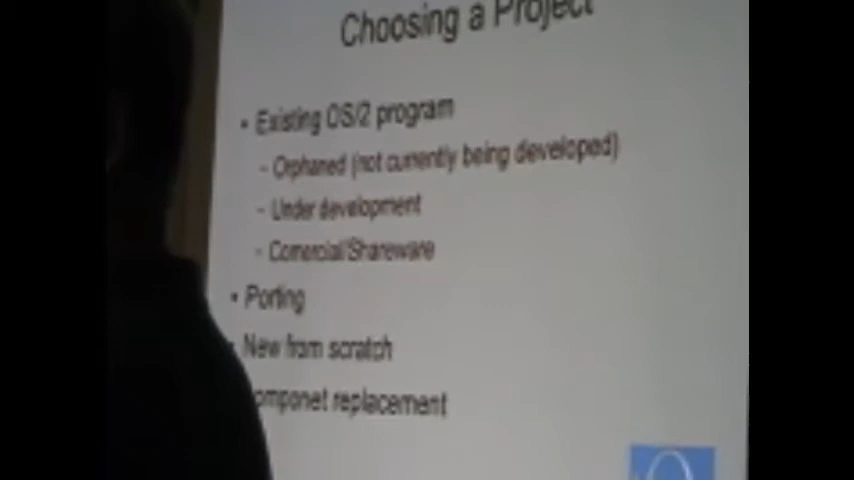 Choosing a Project
• Existing OS/2 program
- Orphaned (not currently being developed)
- Under development
- Comercial/Shareware
• Porting
• New from scratch
omponet replacement